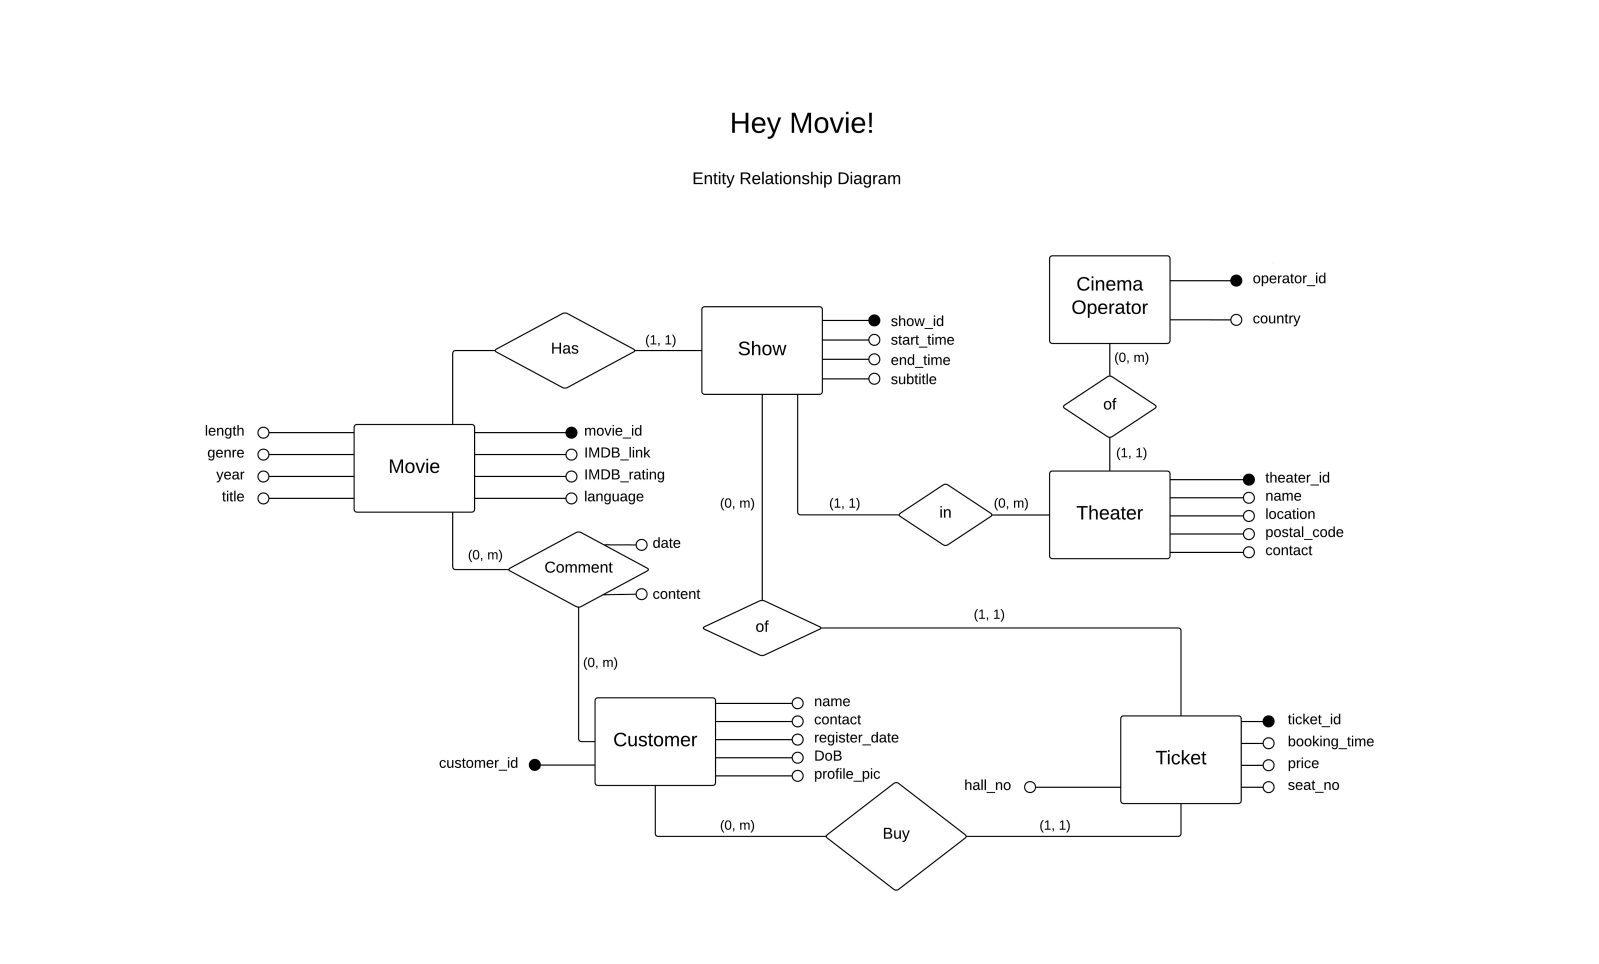 Hey Movie!
Entity Relationship Diagram
Cinema
Operator
operator_id
country
(0, m)
of
(1, 1)
Has
(1, 1)
Show
show_id
start_time
end_time
subtitle
length
genre
year
title
Movie
movie_id
IMDB_link
IMDB_rating
language
(0, m)
(1, 1)
in
(0, m)
Theater
theater_id
name
location
postal_code
contact
(0, m)
Comment
date
content
(0, m)
of
(1, 1)
customer_id
Customer
name
contact
register_date
DoB
profile_pic
hall_no
Ticket
ticket_id
booking_time
price
seat_no
(0, m)
Buy
(1, 1)